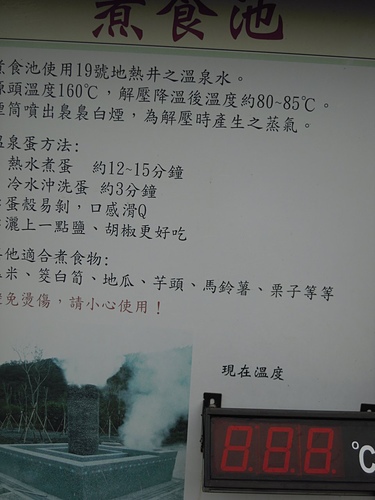 煮食池
煮食池使用19號地熱井之溫泉水。
源頭溫度160℃，解壓降溫後溫度約80~85℃。
煙筒噴出裊裊白煙，為解壓時產生之蒸氣。
溫泉蛋方法:
熱水煮蛋 約12~15分鐘
冷水沖洗蛋 約3分鐘
蛋殼易剝，口感滑Q
灑上一點鹽、胡椒更好吃
其他適合煮食物:
玉米、筊白筍、地瓜、芋頭、馬鈴薯、栗子等等
避免燙傷，請小心使用！
現在溫度
888 ℃